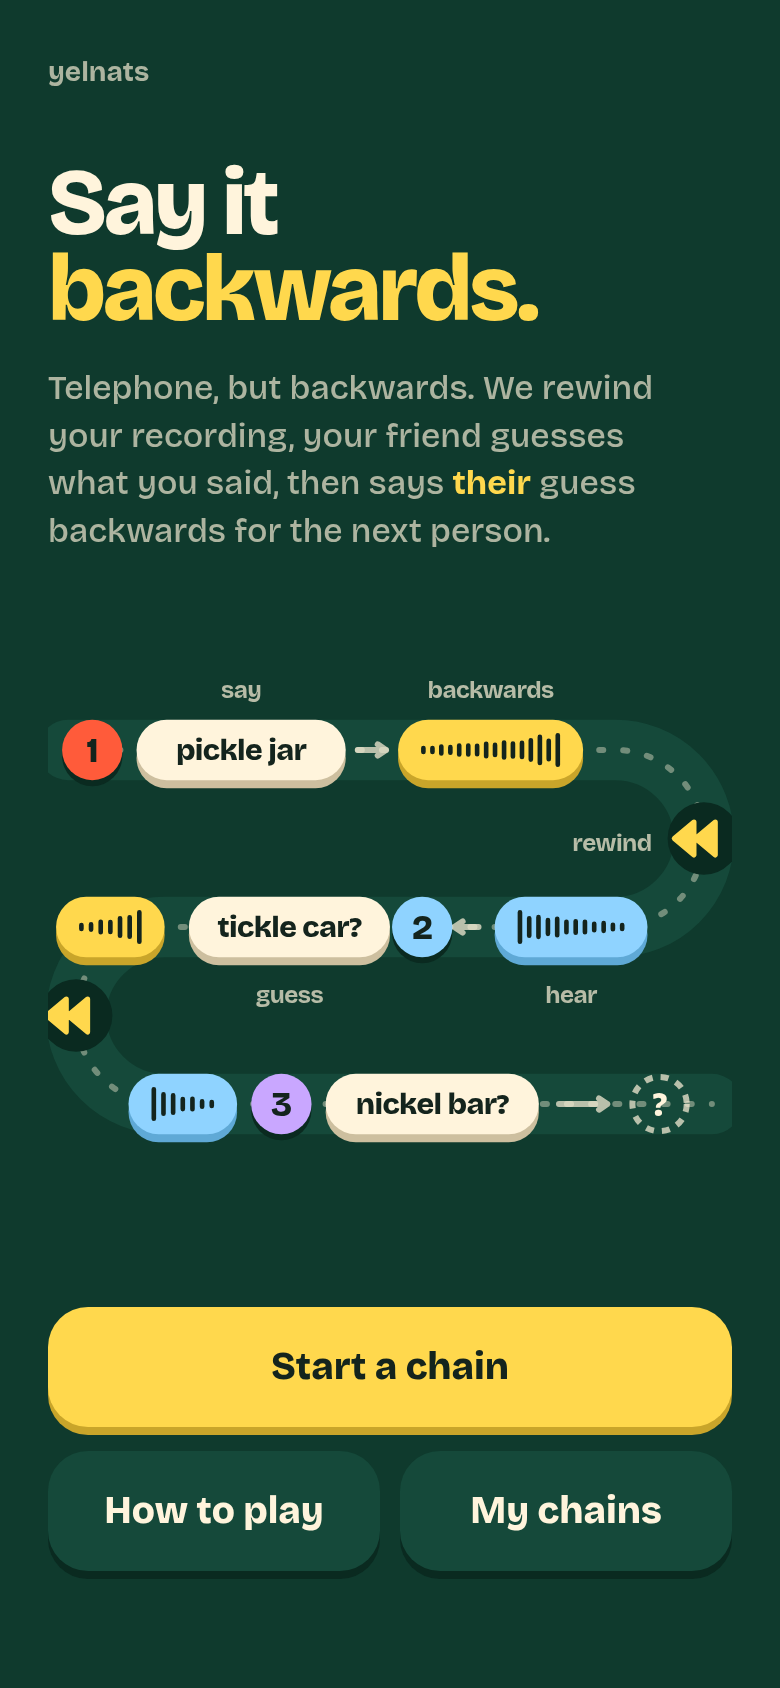 yelnats
Say it
backwards.
Telephone, but backwards. We rewind
your recording, your friend guesses
what you said, then says their guess
backwards for the next person.
say
backwards
1
pickle jar
rewind
tickle car?
2
guess
hear
3
nickel bar?
?
Start a chain
How to play
My chains